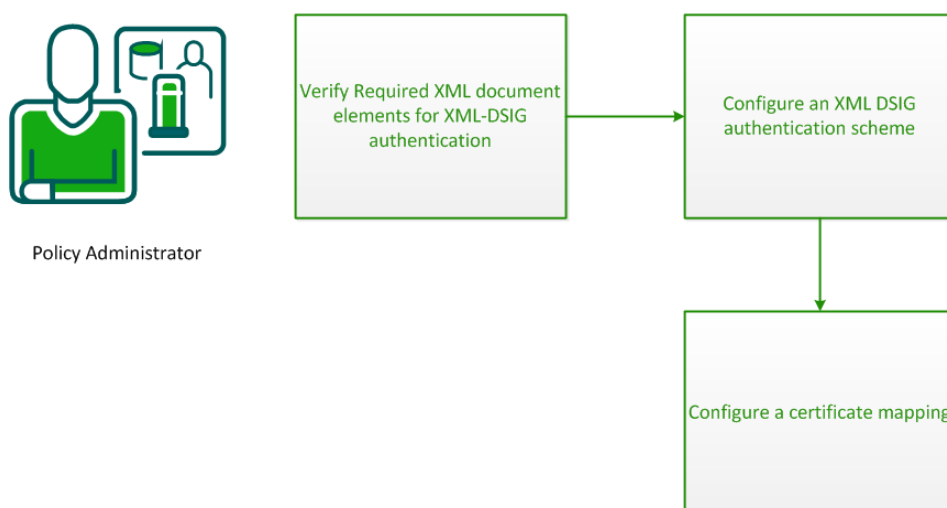 Verify Required XML document
elements for XML-DSIG
authentication
Configure an XML DSIG
authentication scheme
Policy Administrator
Configure a certificate mapping